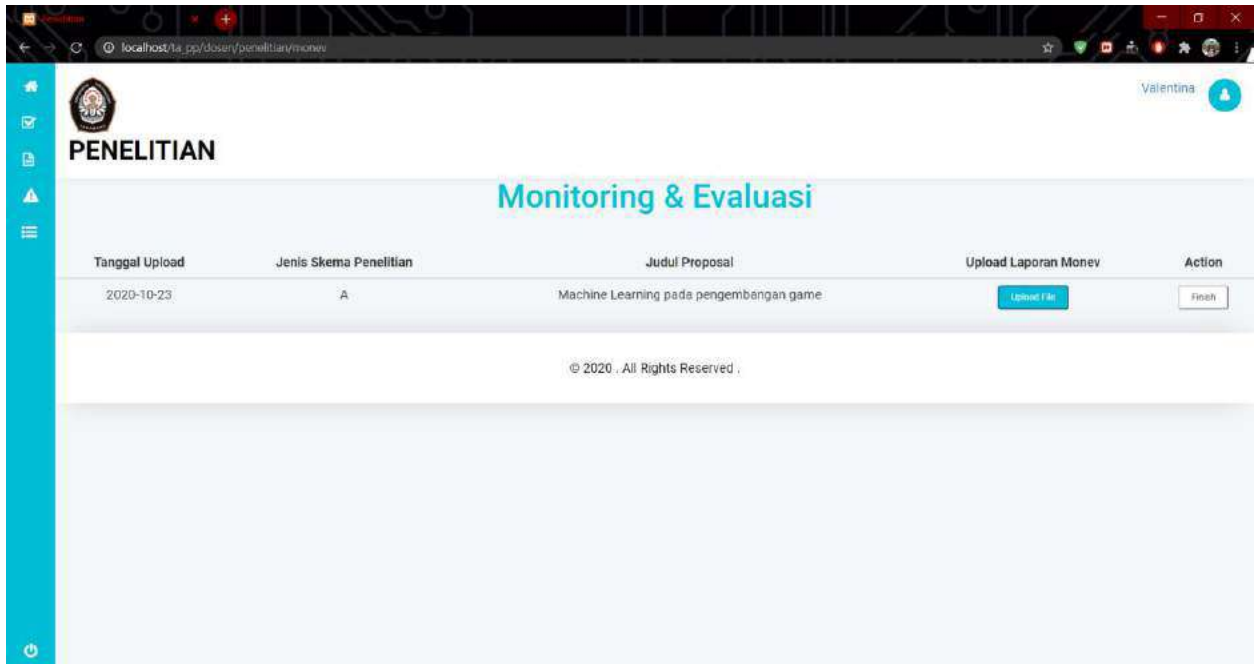 Penelitian
localhost/ta_pp/dosen/penelitian/monev
Valentina
PENELITIAN
Monitoring & Evaluasi
Tanggal Upload Jenis Skema Penelitian Judul Proposal Upload Laporan Monev Action
2020-10-23 A Machine Learning pada pengembangan game Upload File Finish
© 2020 . All Rights Reserved .